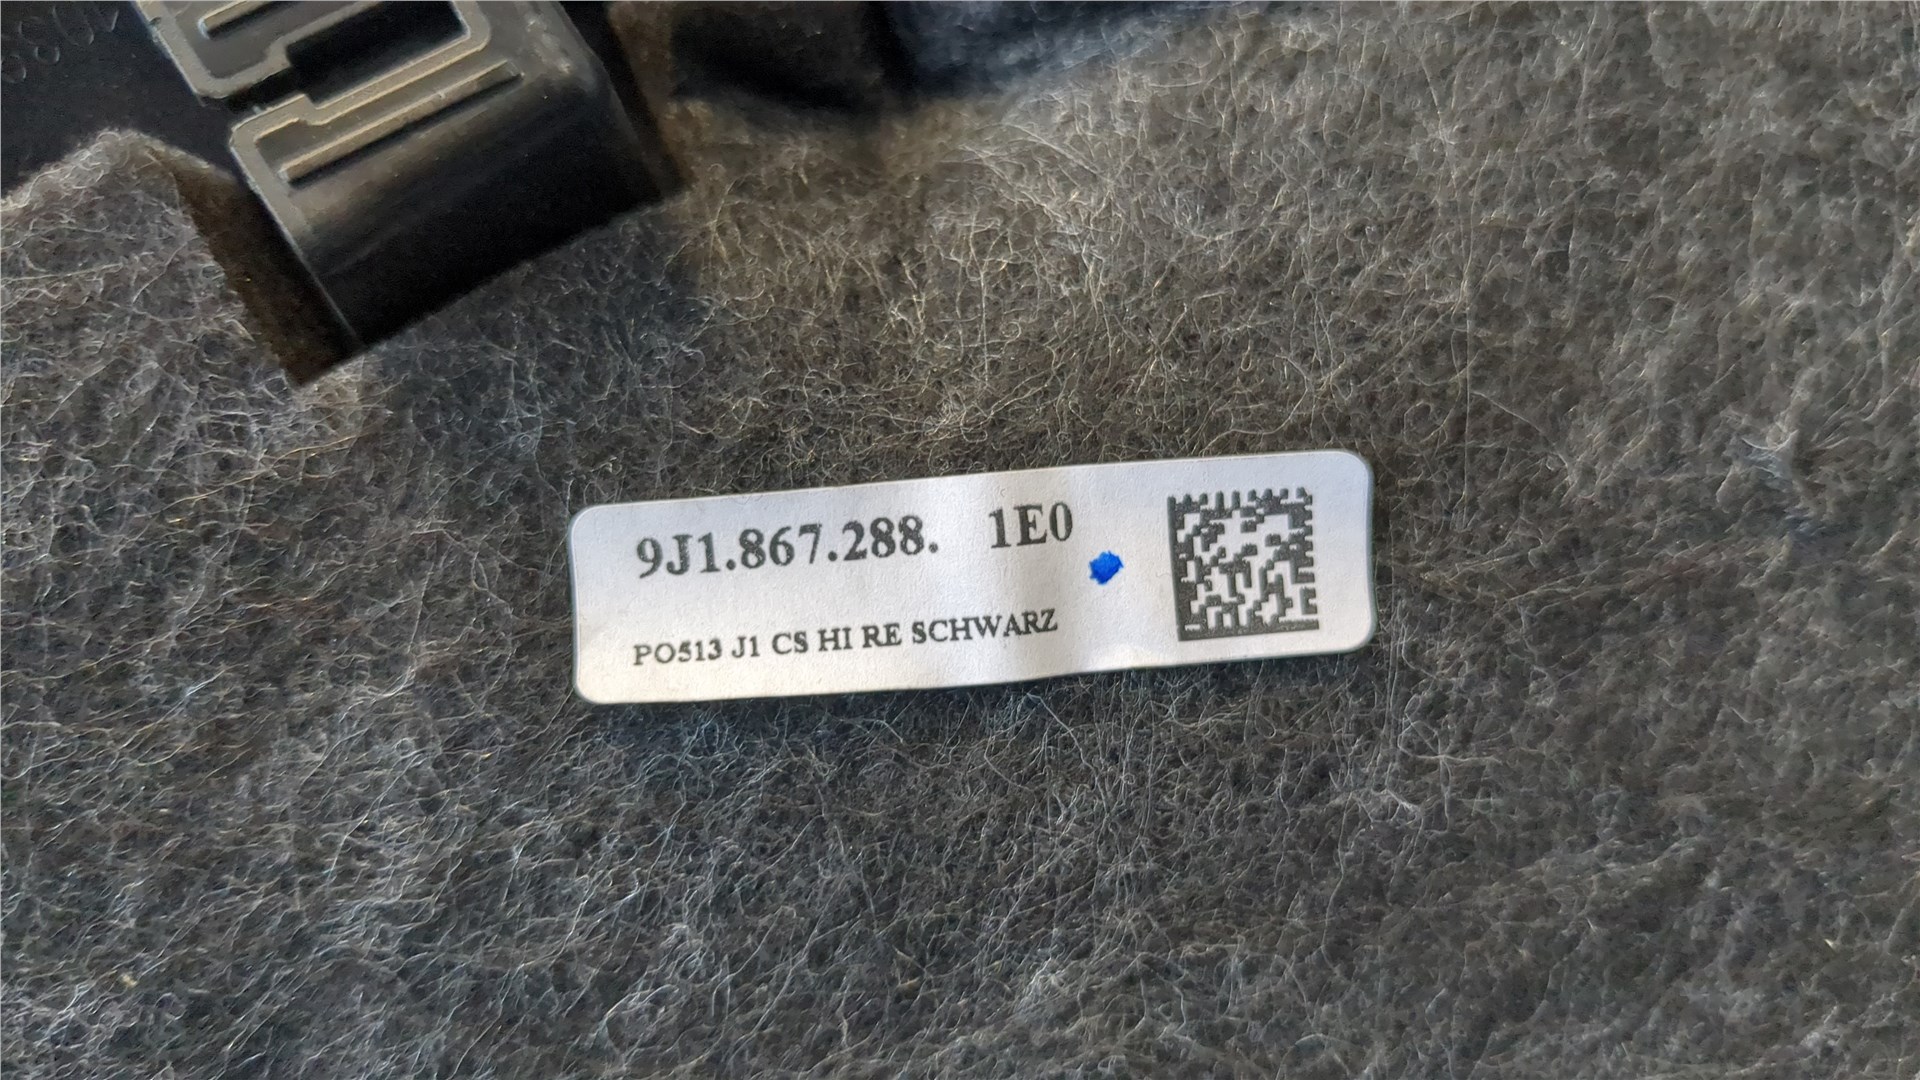 9J1.867.288. 1E0
PO513 J1 CS HI RE SCHWARZ